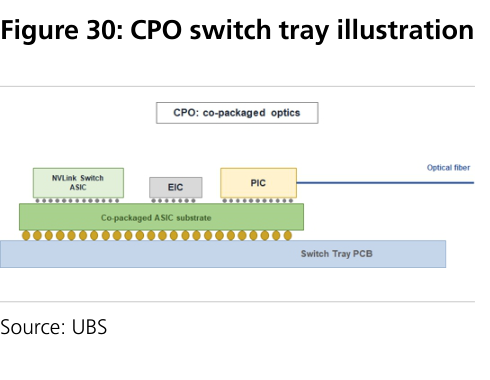 Figure 30: CPO switch tray illustration
CPO: co-packaged optics
Optical fiber
NVLink Switch
ASIC
EIC
PIC
Co-packaged ASIC substrate
Switch Tray PCB
Source: UBS